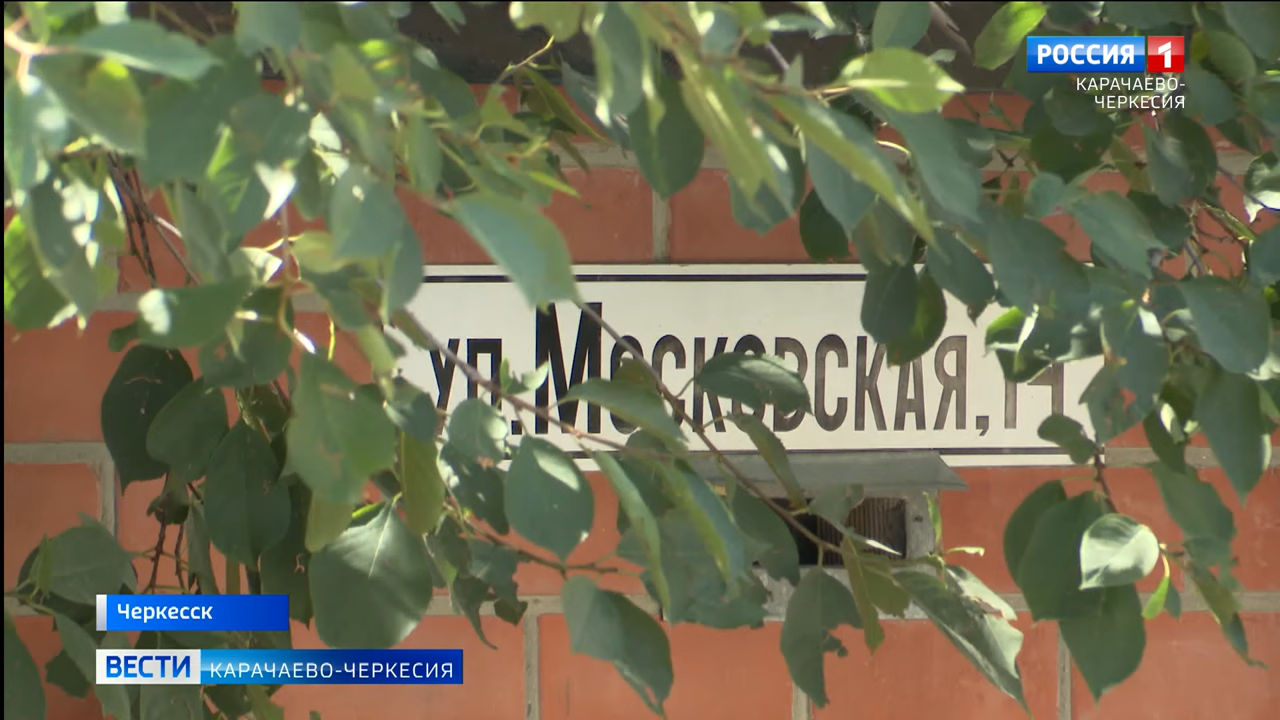 РОССИЯ 1
КАРАЧАЕВО-
ЧЕРКЕСИЯ
ул. Московская, 14
Черкесск
ВЕСТИ КАРАЧАЕВО-ЧЕРКЕСИЯ